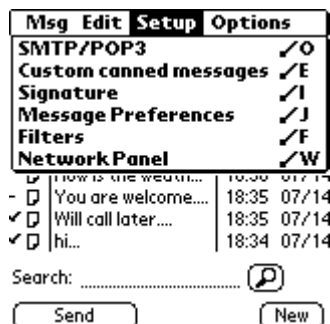 Msg Edit Setup Options
SMTP/POP3 /O
Custom canned messages /E
Signature /I
Message Preferences /J
Filters /F
Network Panel /W
You are welcome.... 18:35 07/14
Will call later.... 18:35 07/14
hi... 18:34 07/14
Search:
Send New